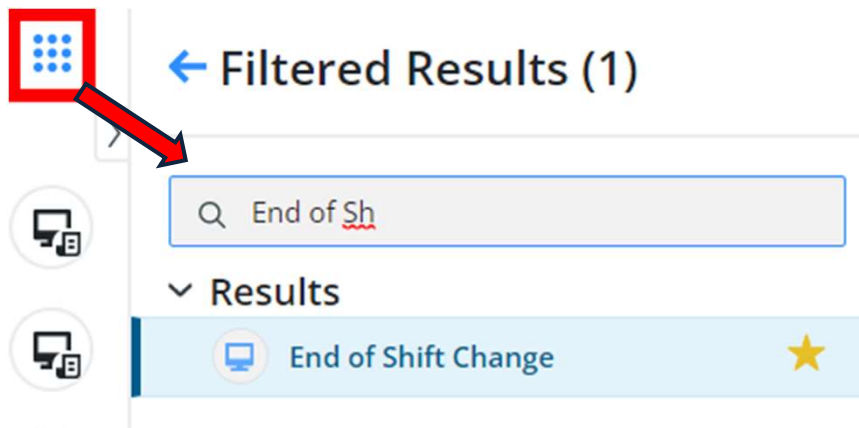 Filtered Results (1)
End of Sh
Results
End of Shift Change